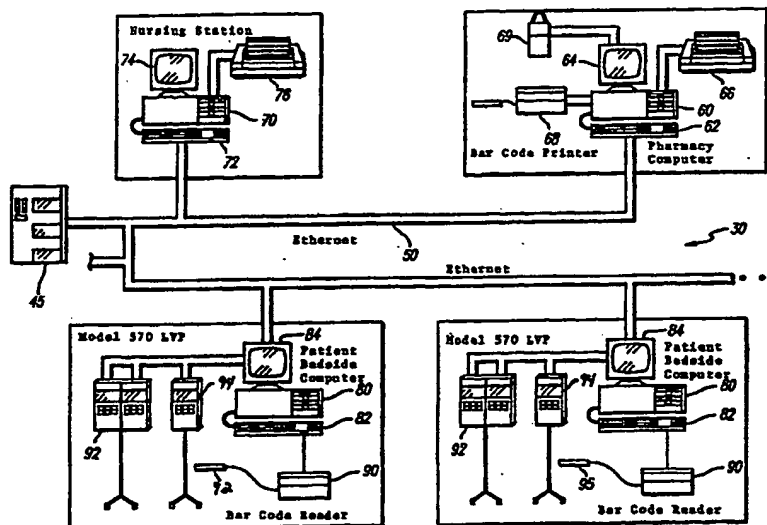 Nursing Station
74
76
70
72
69
64
66
60
68
62
Bar Code Printer
Pharmacy
Computer
45
Ethernet
50
30
Ethernet
Model 570 LVP
84
Patient
Bedside
Computer
94
80
82
92
92
90
Bar Code Reader
Model 570 LVP
84
Patient
Bedside
Computer
94
80
82
92
95
90
Bar Code Reader